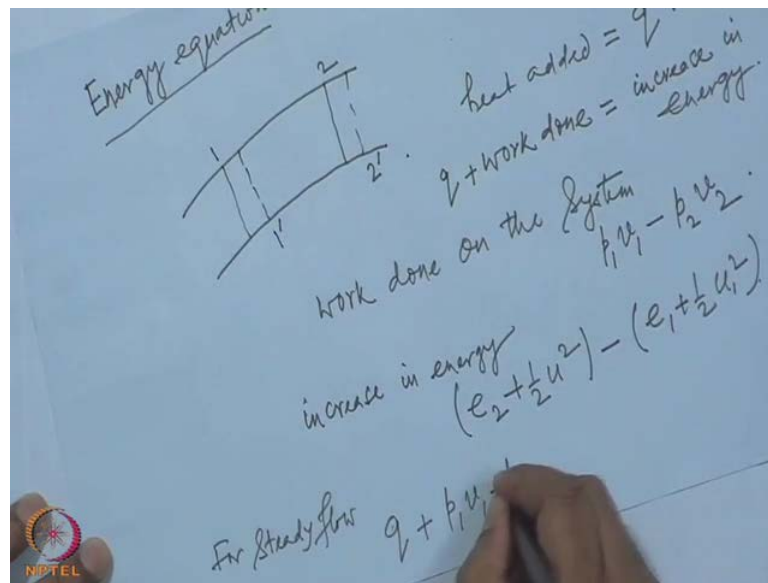 Energy equation
1
2
1'
2'
heat added = q.
q + work done = increase in
energy.
work done on the System
p₁v₁ - p₂v₂.
increase in energy
(e₂ + ½u²) - (e₁ + ½u₁²)
For Steady flow q + p₁v₁
NPTEL